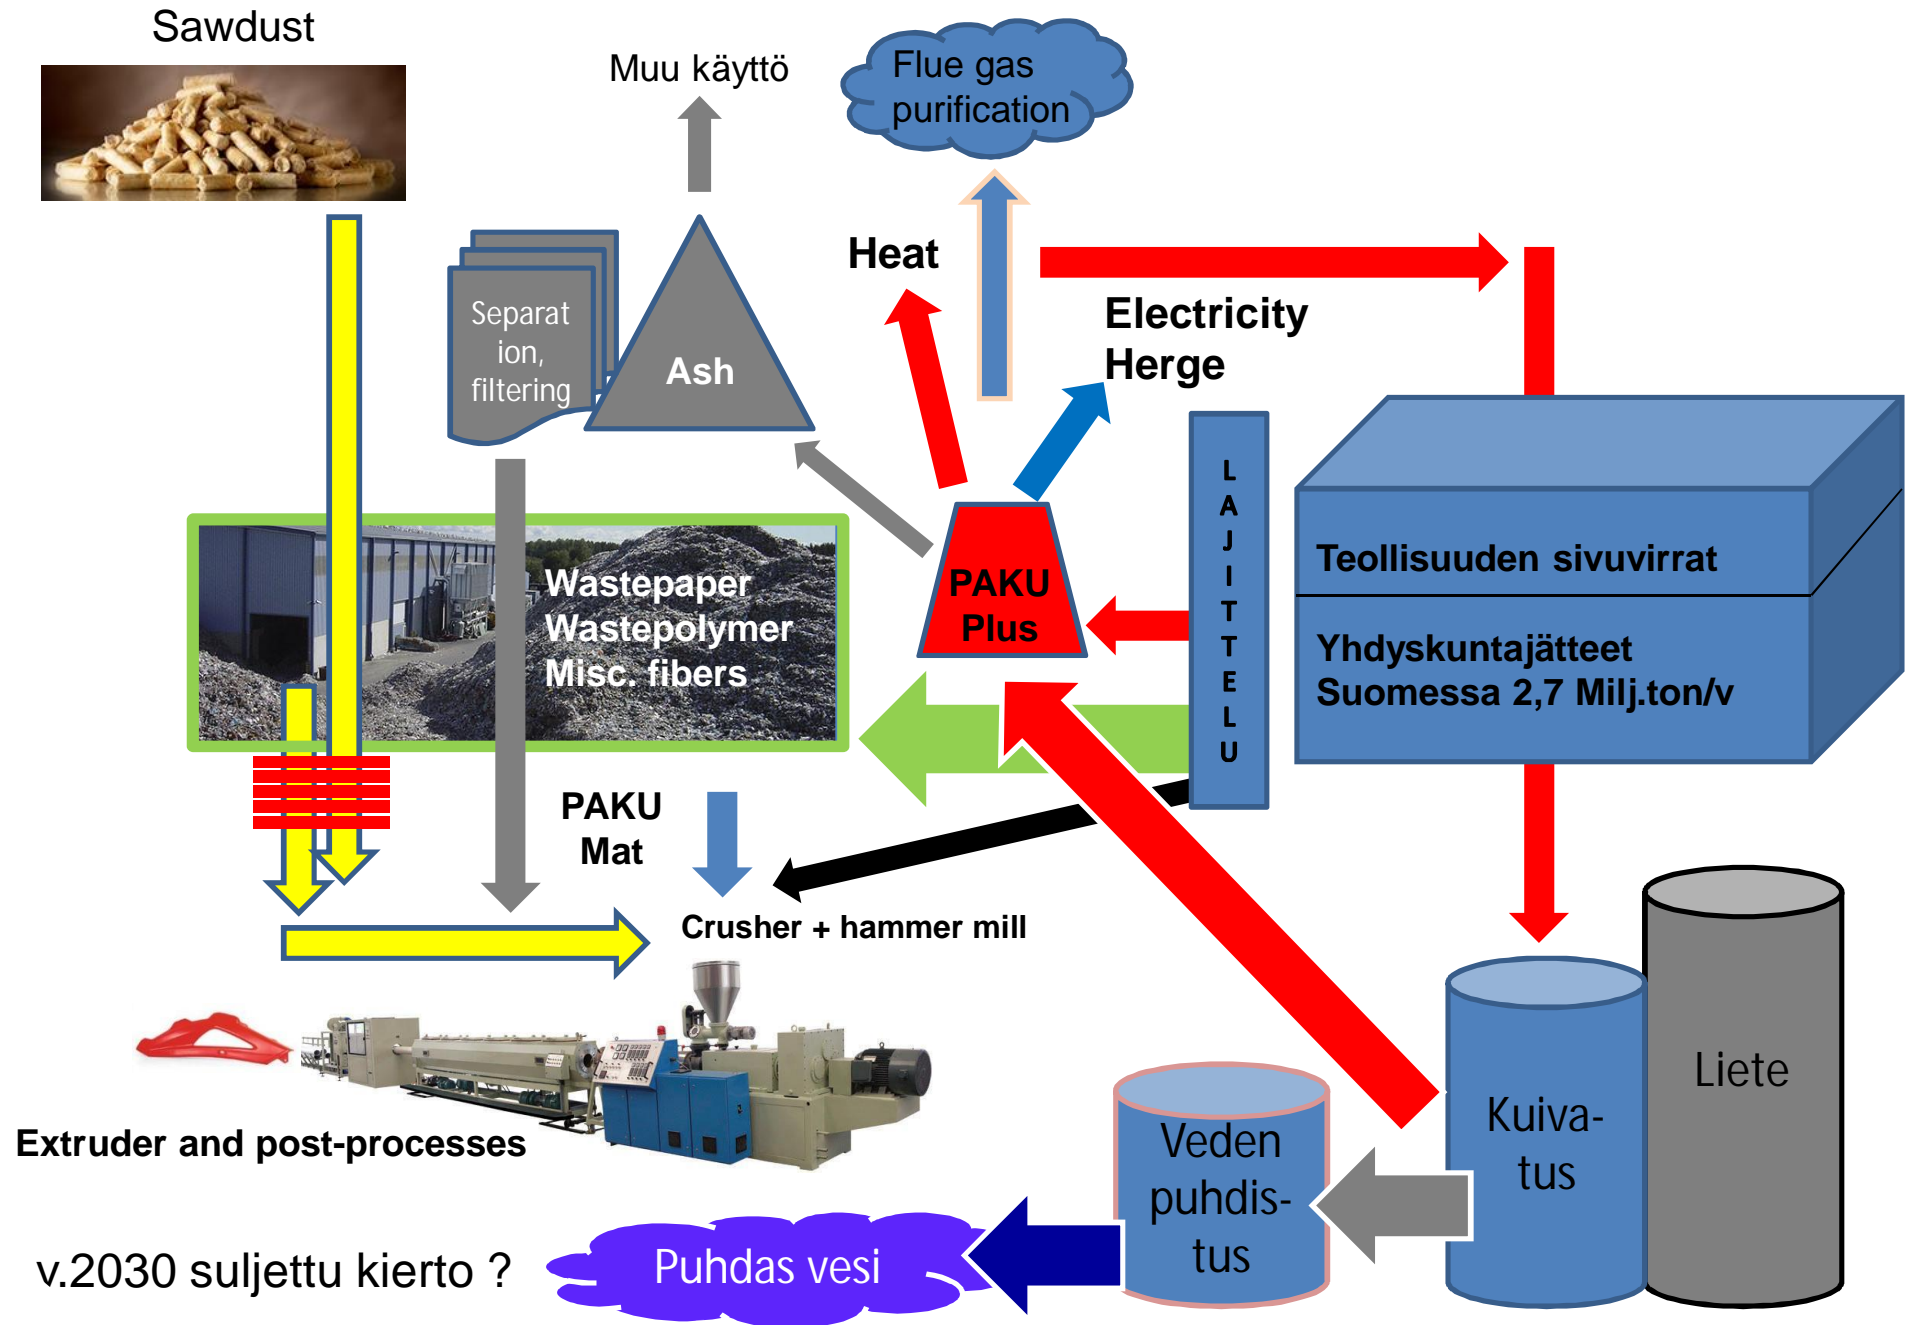 Sawdust
Muu käyttö
Flue gas
purification
Heat
Electricity
Herge
Separat
ion,
filtering
Ash
L
A
J
I
T
T
E
L
U
Teollisuuden sivuvirrat
Yhdyskuntajätteet
Suomessa 2,7 Milj.ton/v
PAKU
Plus
Wastepaper
Wastepolymer
Misc. fibers
PAKU
Mat
Crusher + hammer mill
Extruder and post-processes
Liete
Kuiva-
tus
Veden
puhdis-
tus
Puhdas vesi
v.2030 suljettu kierto ?